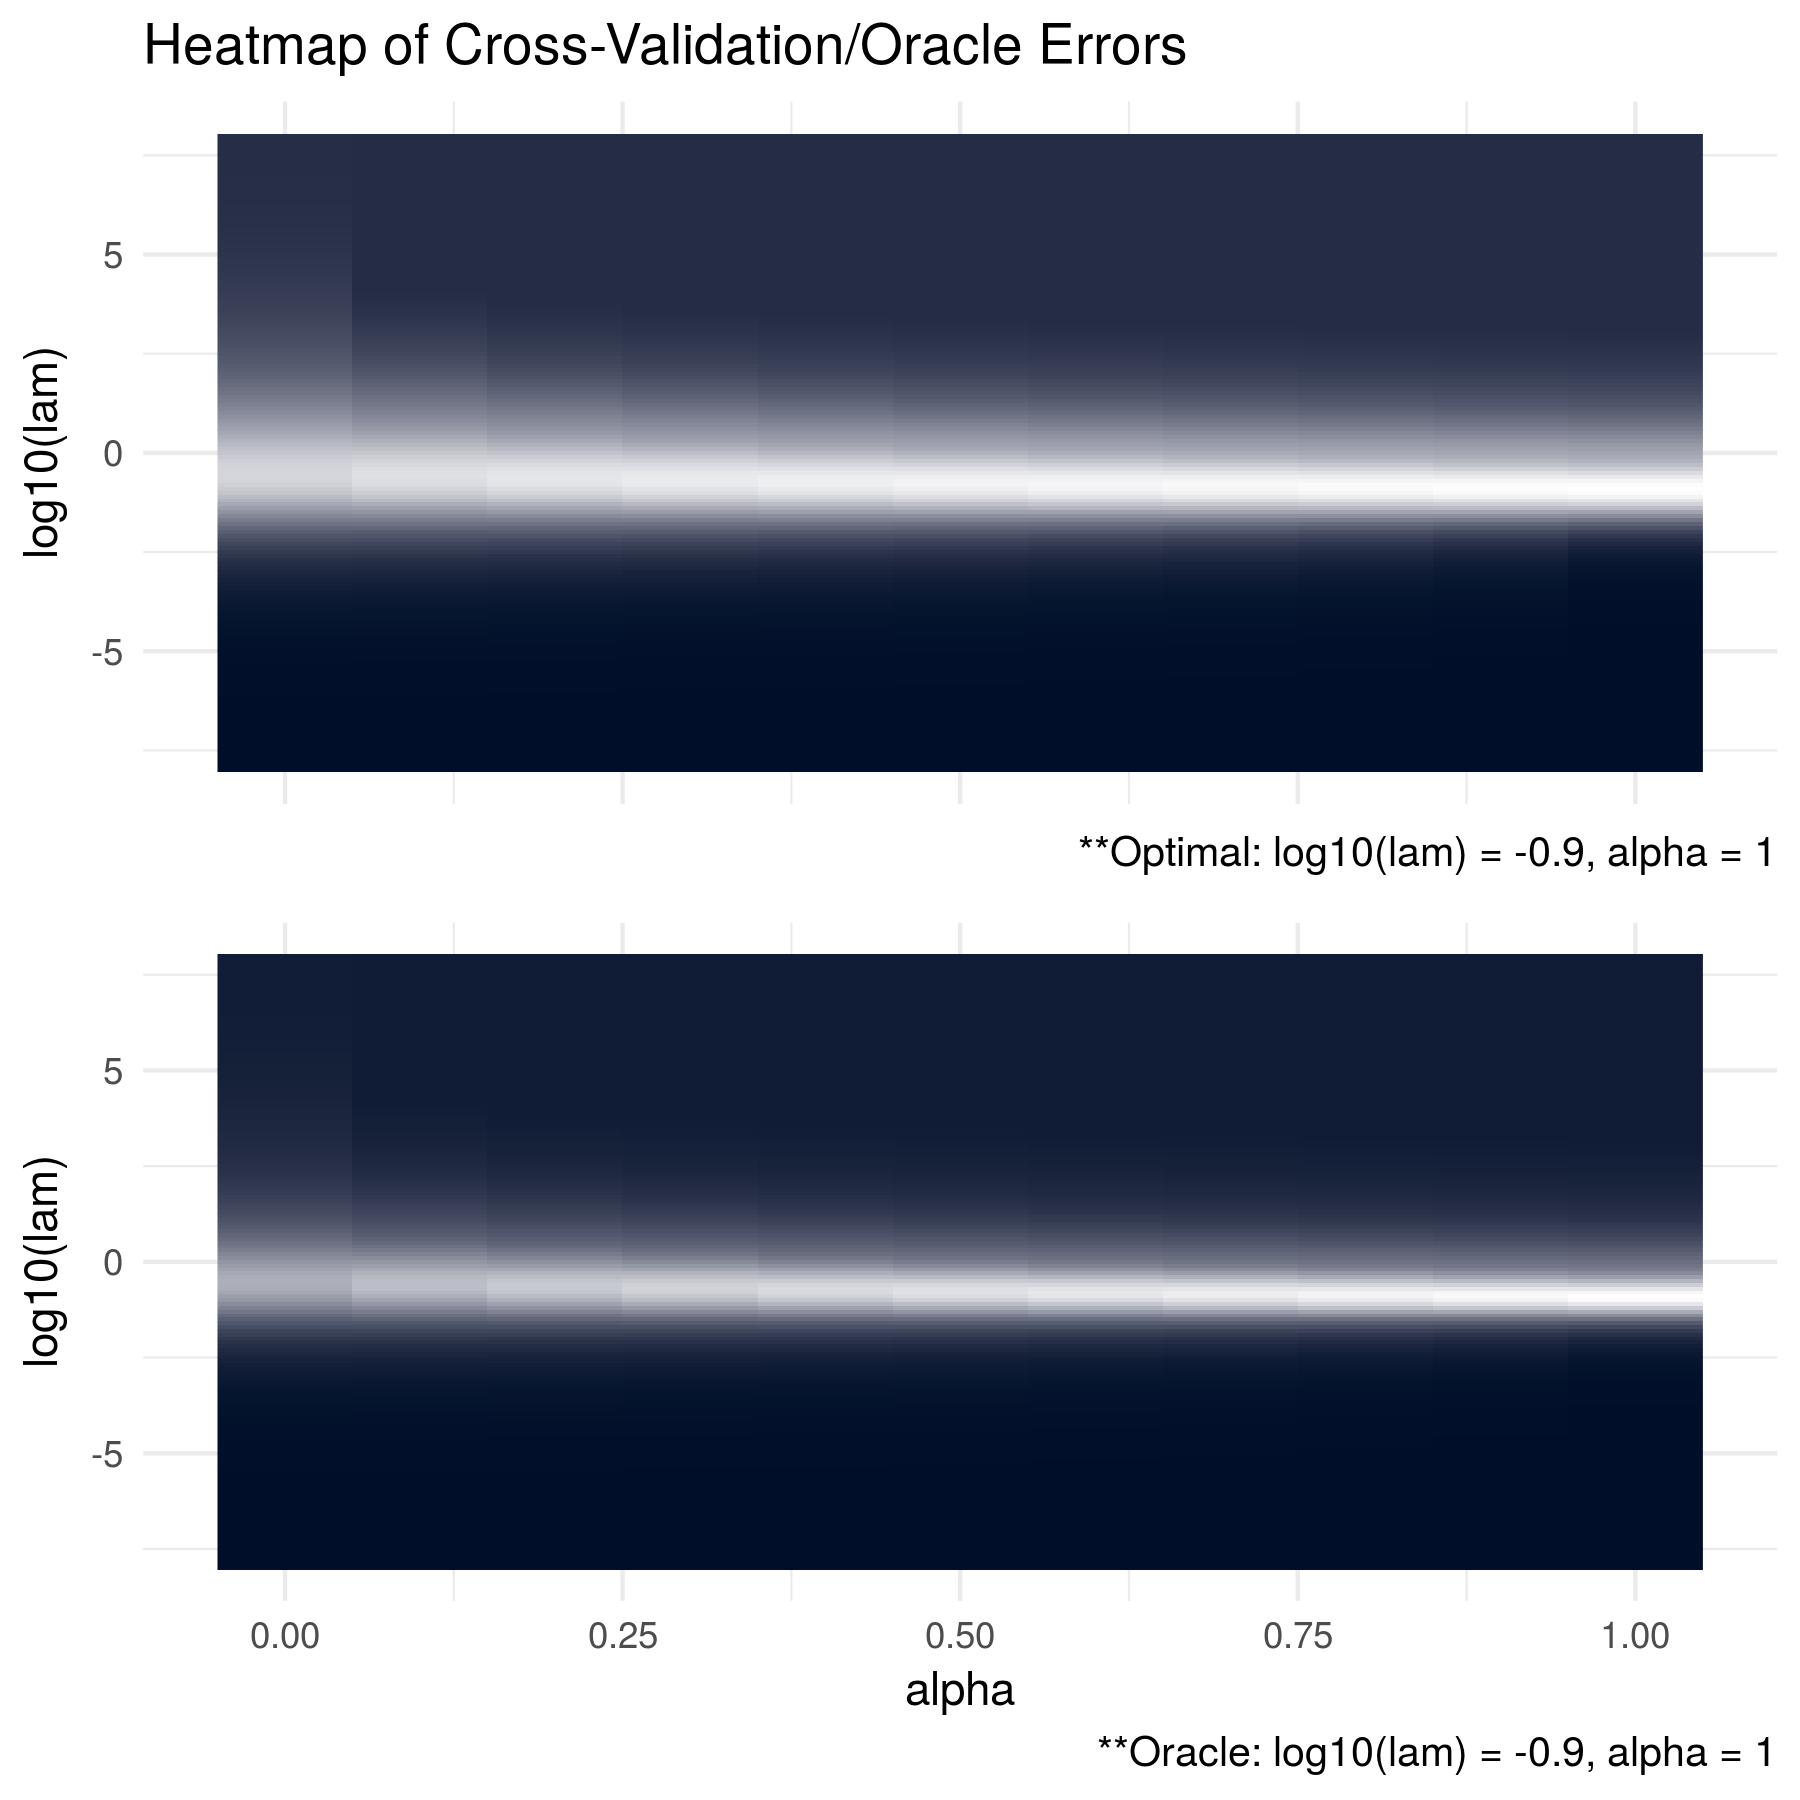 Heatmap of Cross-Validation/Oracle Errors
log10(lam)
5
0
-5
**Optimal: log10(lam) = -0.9, alpha = 1
log10(lam)
5
0
-5
0.00 0.25 0.50 0.75 1.00
alpha
**Oracle: log10(lam) = -0.9, alpha = 1